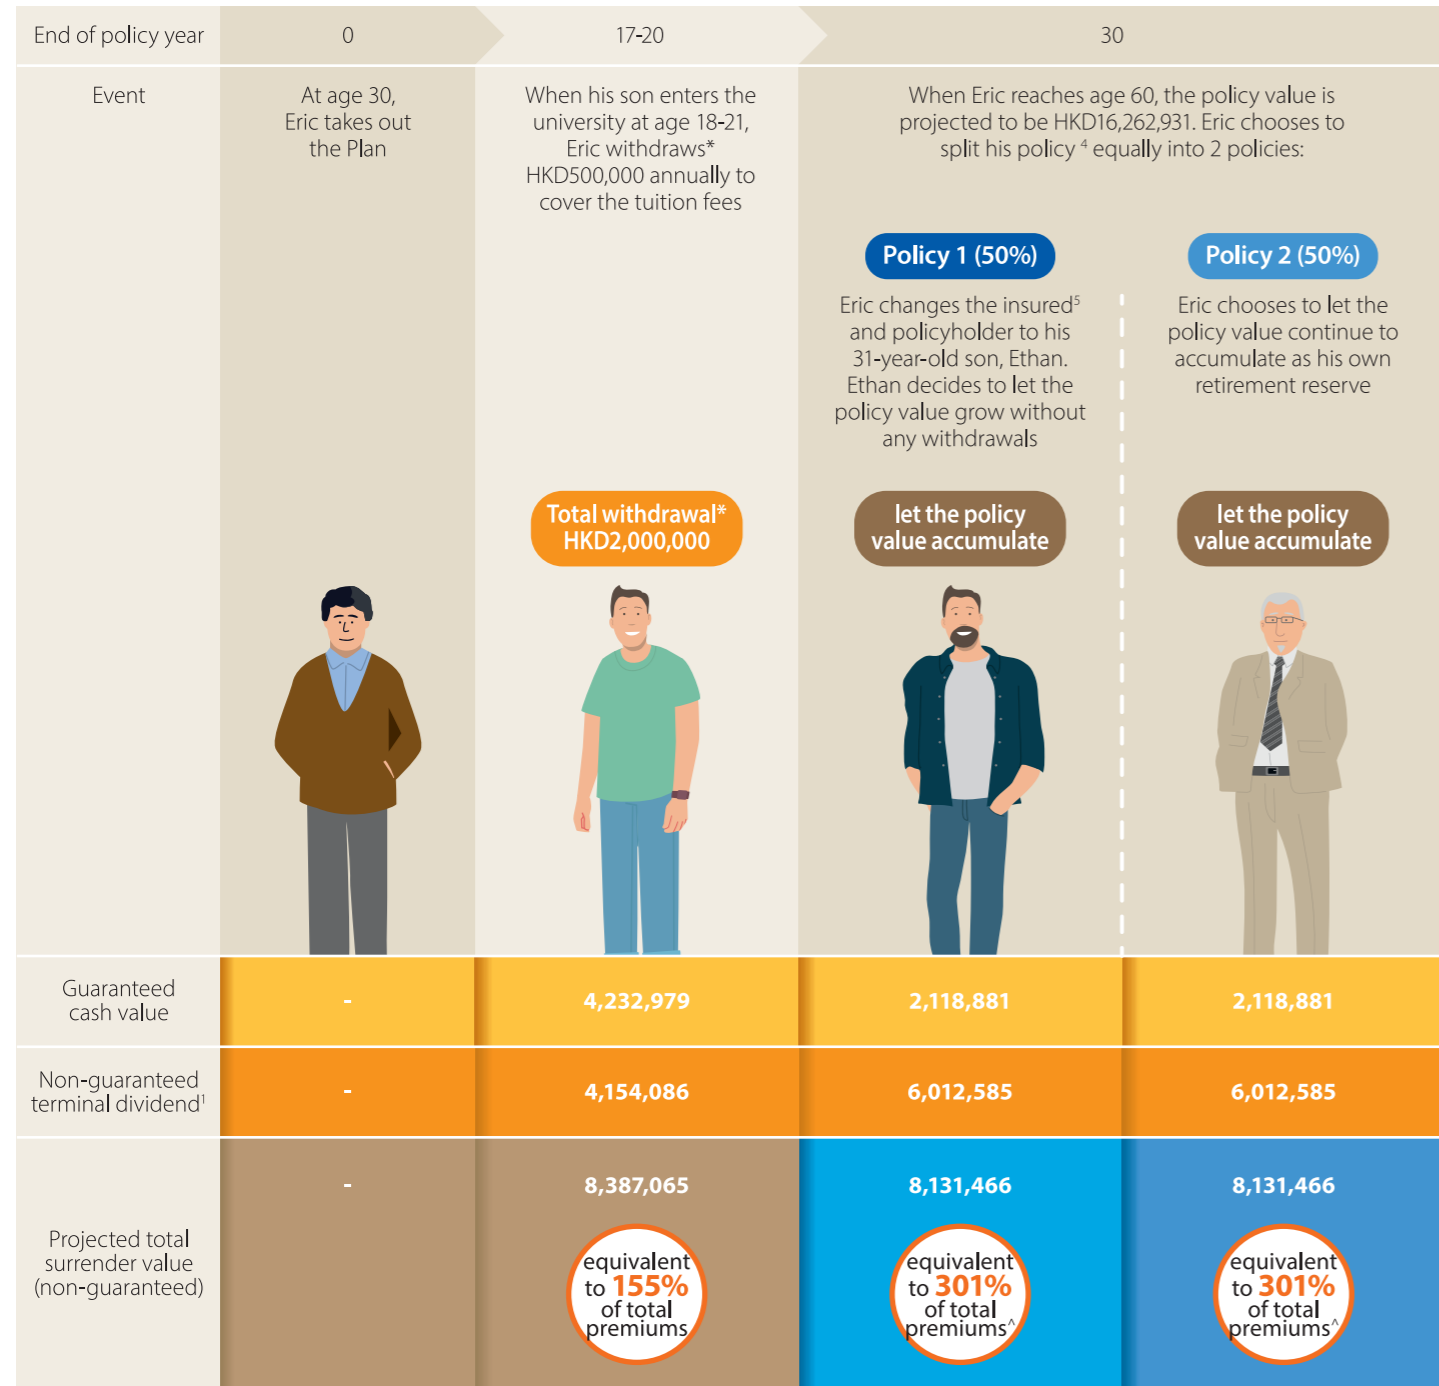 End of policy year
0
17-20
30
Event
At age 30,
Eric takes out
the Plan
When his son enters the
university at age 18-21,
Eric withdraws*
HKD500,000 annually to
cover the tuition fees
When Eric reaches age 60, the policy value is
projected to be HKD16,262,931. Eric chooses to
split his policy ⁴ equally into 2 policies:
Policy 1 (50%)
Eric changes the insured⁵
and policyholder to his
31-year-old son, Ethan.
Ethan decides to let the
policy value grow without
any withdrawals
Policy 2 (50%)
Eric chooses to let the
policy value continue to
accumulate as his own
retirement reserve
Total withdrawal*
HKD2,000,000
let the policy
value accumulate
let the policy
value accumulate
Guaranteed
cash value
-
4,232,979
2,118,881
2,118,881
Non-guaranteed
terminal dividend¹
-
4,154,086
6,012,585
6,012,585
Projected total
surrender value
(non-guaranteed)
-
8,387,065
equivalent
to 155%
of total
premiums
8,131,466
equivalent
to 301%
of total
premiums^
8,131,466
equivalent
to 301%
of total
premiums^